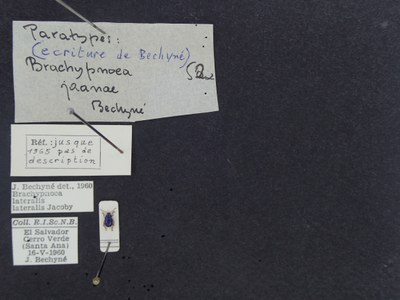 Paratypes:
(ecriture de Bechyné)
Brachypnoea
jaanae
Bechyné
Réf.: jusque
1965 pas de
description
J. Bechyné det., 1960
Brachypnoea
lateralis
lateralis Jacoby
Coll. R.I.Sc.N.B.
El Salvador
Cerro Verde
(Santa Ana)
16-V-1960
J. Bechyné